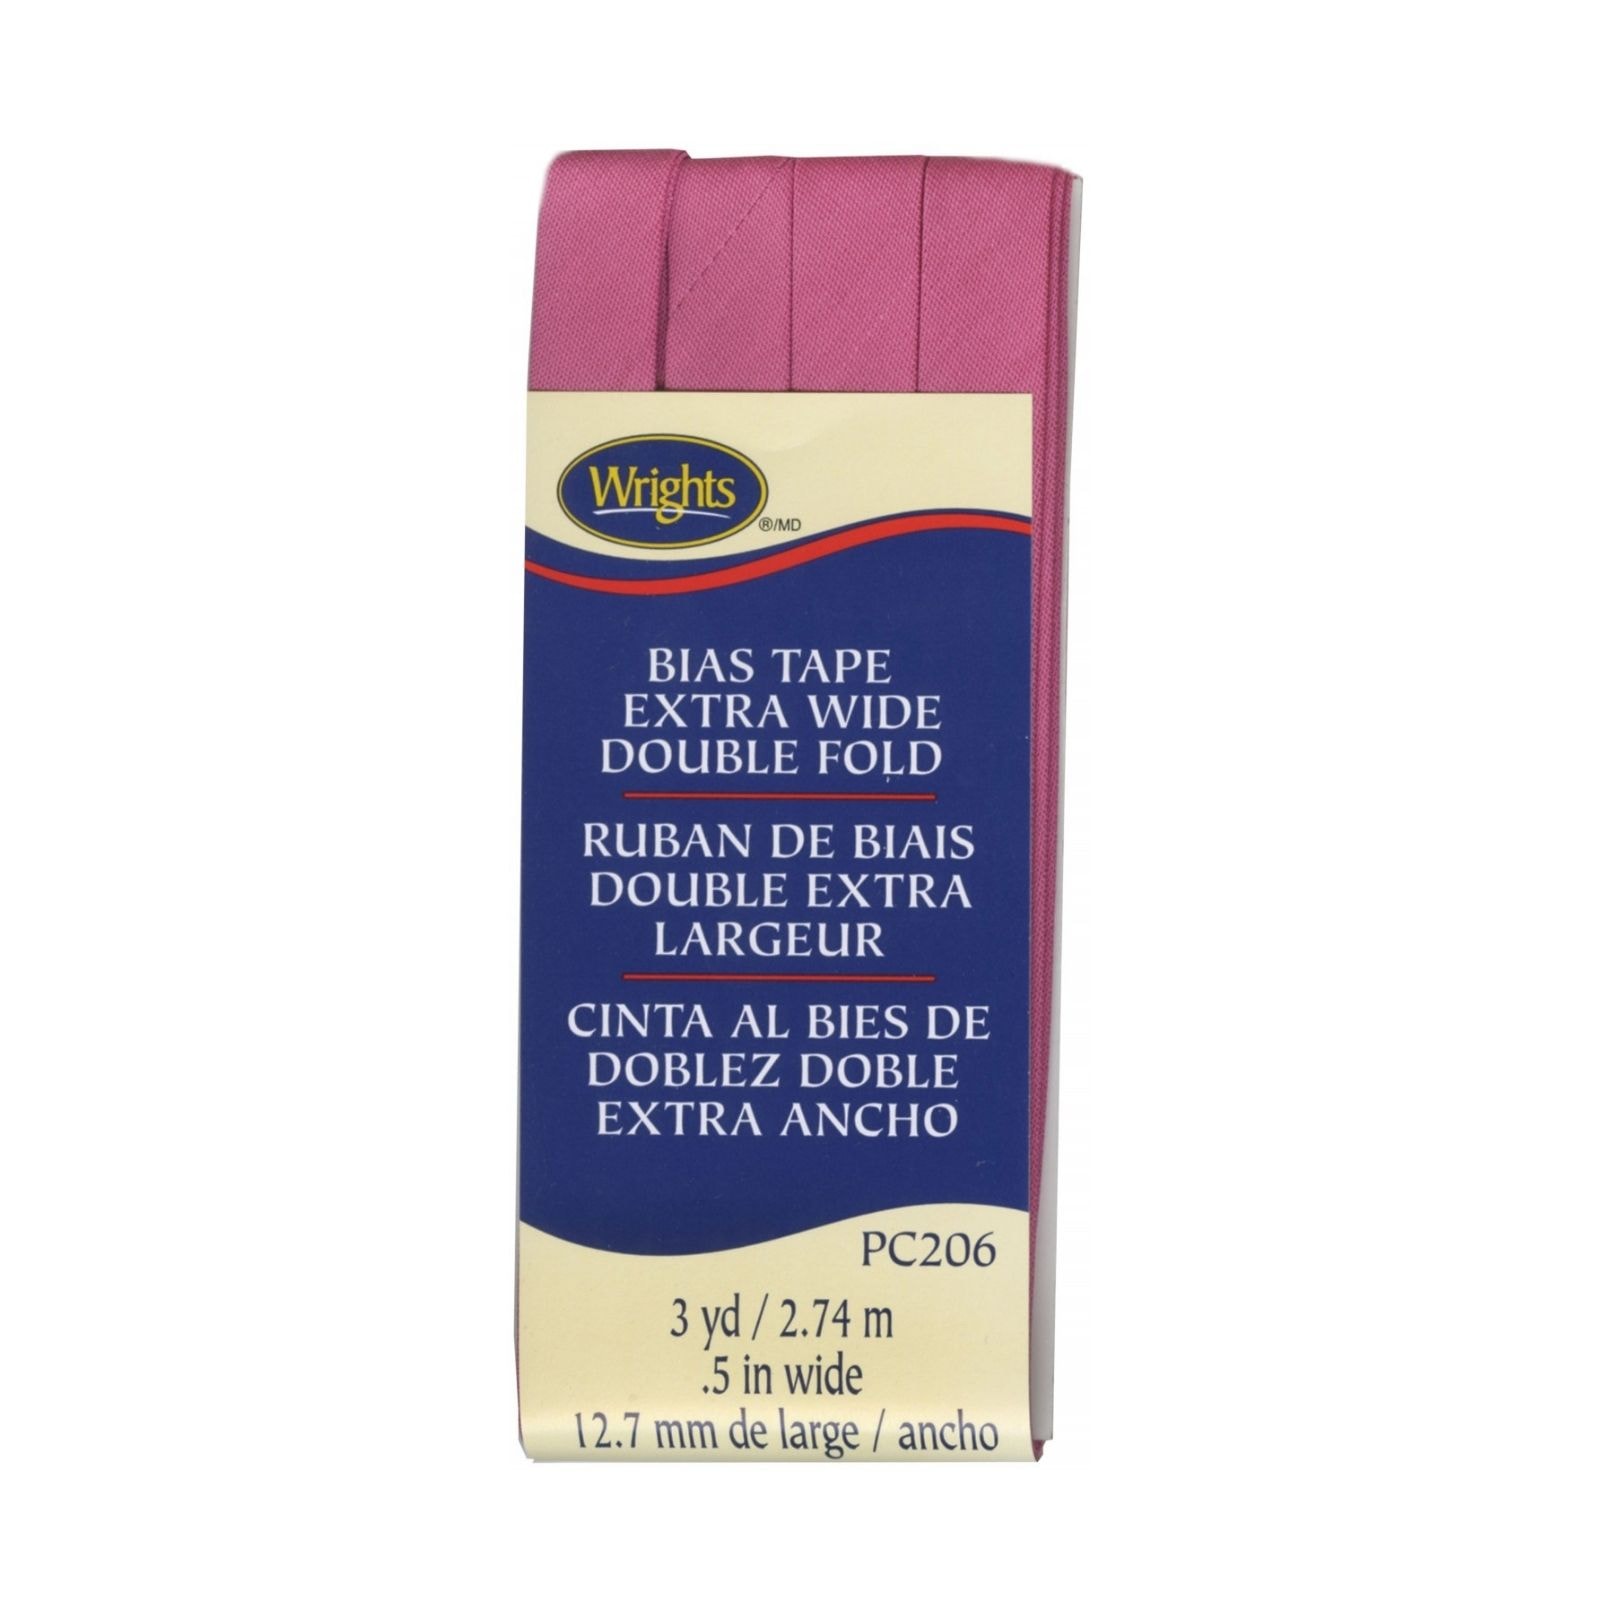 Wrights
®/MD
BIAS TAPE
EXTRA WIDE
DOUBLE FOLD
RUBAN DE BIAIS
DOUBLE EXTRA
LARGEUR
CINTA AL BIES DE
DOBLEZ DOBLE
EXTRA ANCHO
PC206
3 yd / 2.74 m
.5 in wide
12.7 mm de large / ancho